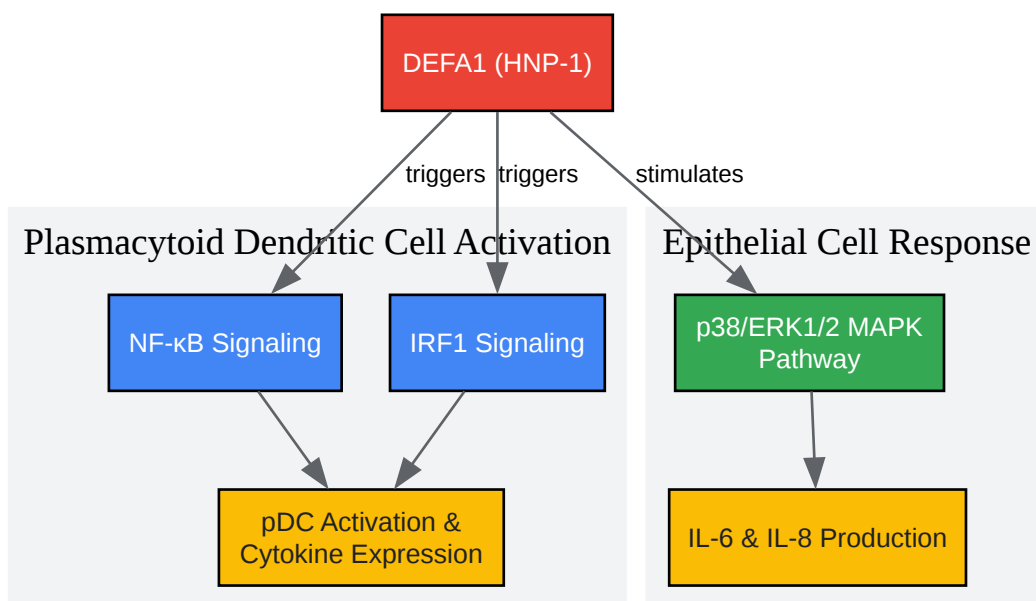 DEFA1 (HNP-1)
triggers
triggers
stimulates
Plasmacytoid Dendritic Cell Activation
Epithelial Cell Response
NF-κB Signaling
IRF1 Signaling
p38/ERK1/2 MAPK
Pathway
pDC Activation &
Cytokine Expression
IL-6 & IL-8 Production